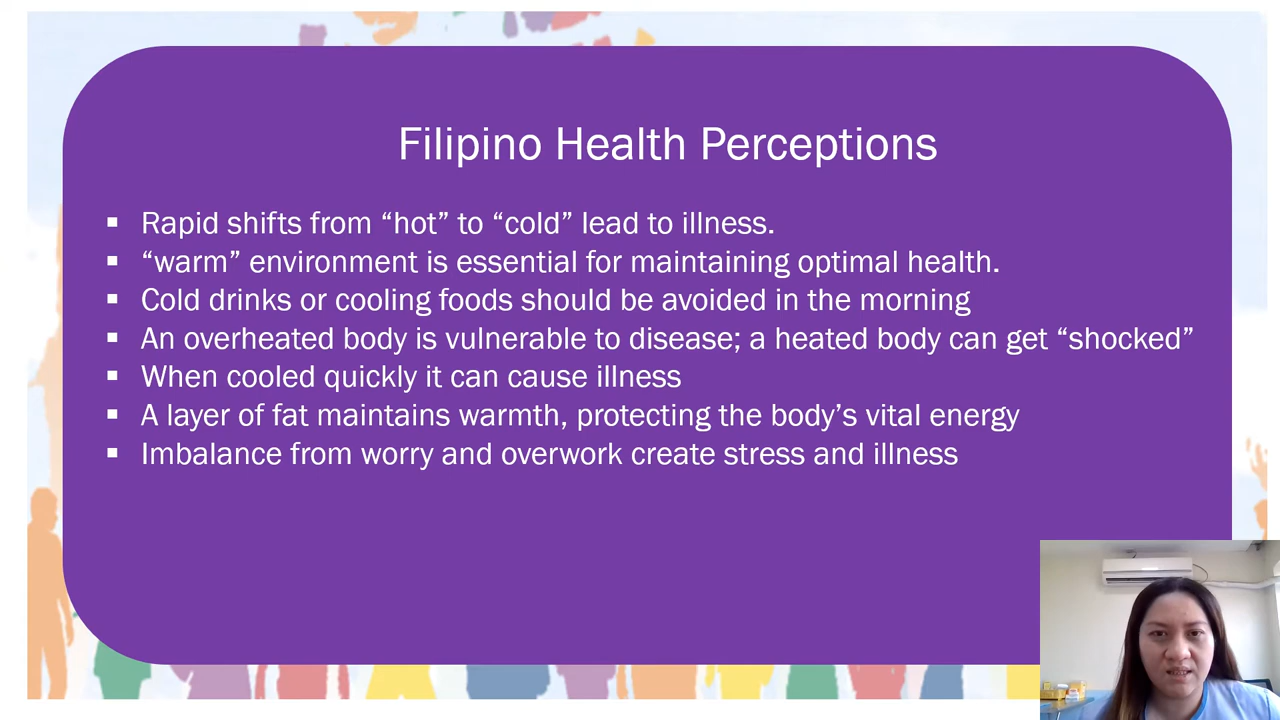 Filipino Health Perceptions
▪ Rapid shifts from “hot” to “cold” lead to illness.
▪ “warm” environment is essential for maintaining optimal health.
▪ Cold drinks or cooling foods should be avoided in the morning
▪ An overheated body is vulnerable to disease; a heated body can get “shocked”
▪ When cooled quickly it can cause illness
▪ A layer of fat maintains warmth, protecting the body’s vital energy
▪ Imbalance from worry and overwork create stress and illness